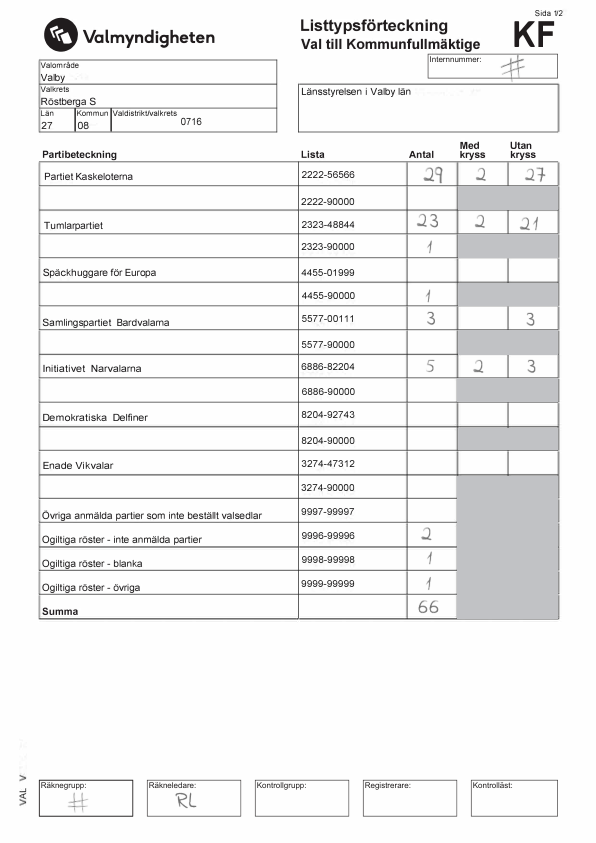 Sida 1/2
Valmyndigheten
Listtypsförteckning
Val till Kommunfullmäktige
KF
Internnummer:
#
Valområde
Valby
Valkrets
Röstberga S
Län Kommun Valdistrikt/valkrets
27 08 0716
Länsstyrelsen i Valby län
Partibeteckning Lista Antal Med kryss Utan kryss
Partiet Kaskeloterna 2222-56566 29 2 27
2222-90000
Tumlarpartiet 2323-48844 23 2 21
2323-90000 1
Späckhuggare för Europa 4455-01999
4455-90000 1
Samlingspartiet Bardvalarna 5577-00111 3 3
5577-90000
Initiativet Narvalarna 6886-82204 5 2 3
6886-90000
Demokratiska Delfiner 8204-92743
8204-90000
Enade Vikvalar 3274-47312
3274-90000
Övriga anmälda partier som inte beställt valsedlar 9997-99997
Ogiltiga röster - inte anmälda partier 9996-99996 2
Ogiltiga röster - blanka 9998-99998 1
Ogiltiga röster - övriga 9999-99999 1
Summa 66
VAL V
Räknegrupp: Räkneledare: Kontrollgrupp: Registrerare: Kontrolläst:
# RL